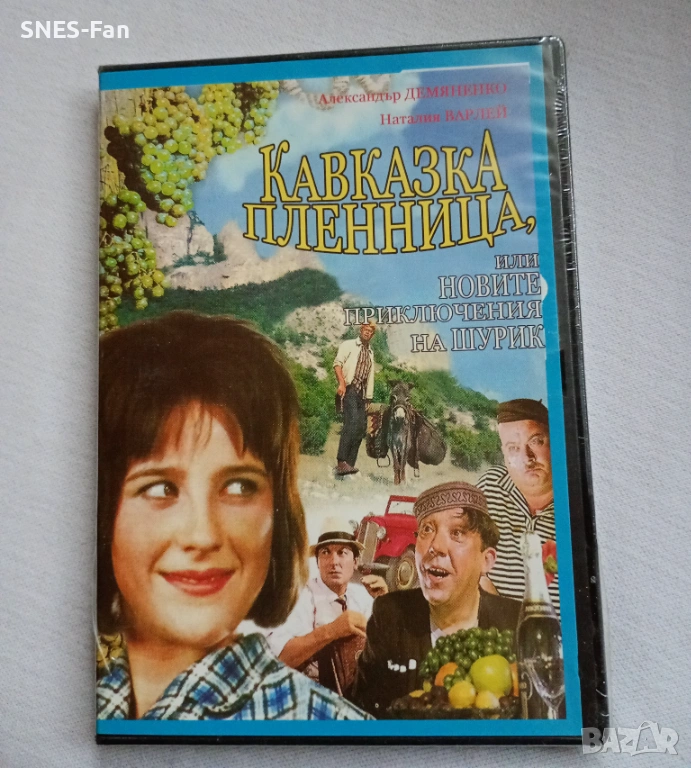 SNES-Fan
Александър ДЕМЯНЕНКО
Наталия ВАРЛЕЙ
КАВКАЗКА
ПЛЕННИЦА,
или
НОВИТЕ
ПРИКЛЮЧЕНИЯ
НА ШУРИК
BAZAR